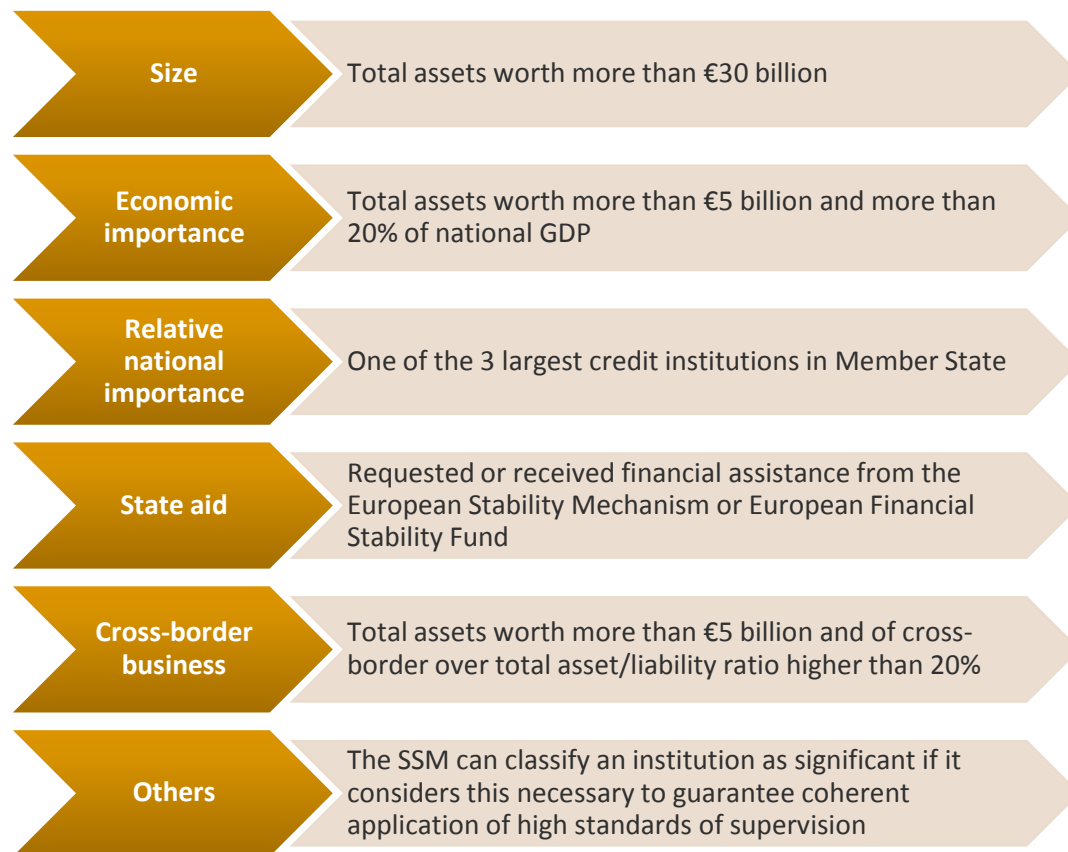 Size
Total assets worth more than €30 billion
Economic
importance
Total assets worth more than €5 billion and more than
20% of national GDP
Relative
national
importance
One of the 3 largest credit institutions in Member State
State aid
Requested or received financial assistance from the
European Stability Mechanism or European Financial
Stability Fund
Cross-border
business
Total assets worth more than €5 billion and of cross-
border over total asset/liability ratio higher than 20%
Others
The SSM can classify an institution as significant if it
considers this necessary to guarantee coherent
application of high standards of supervision